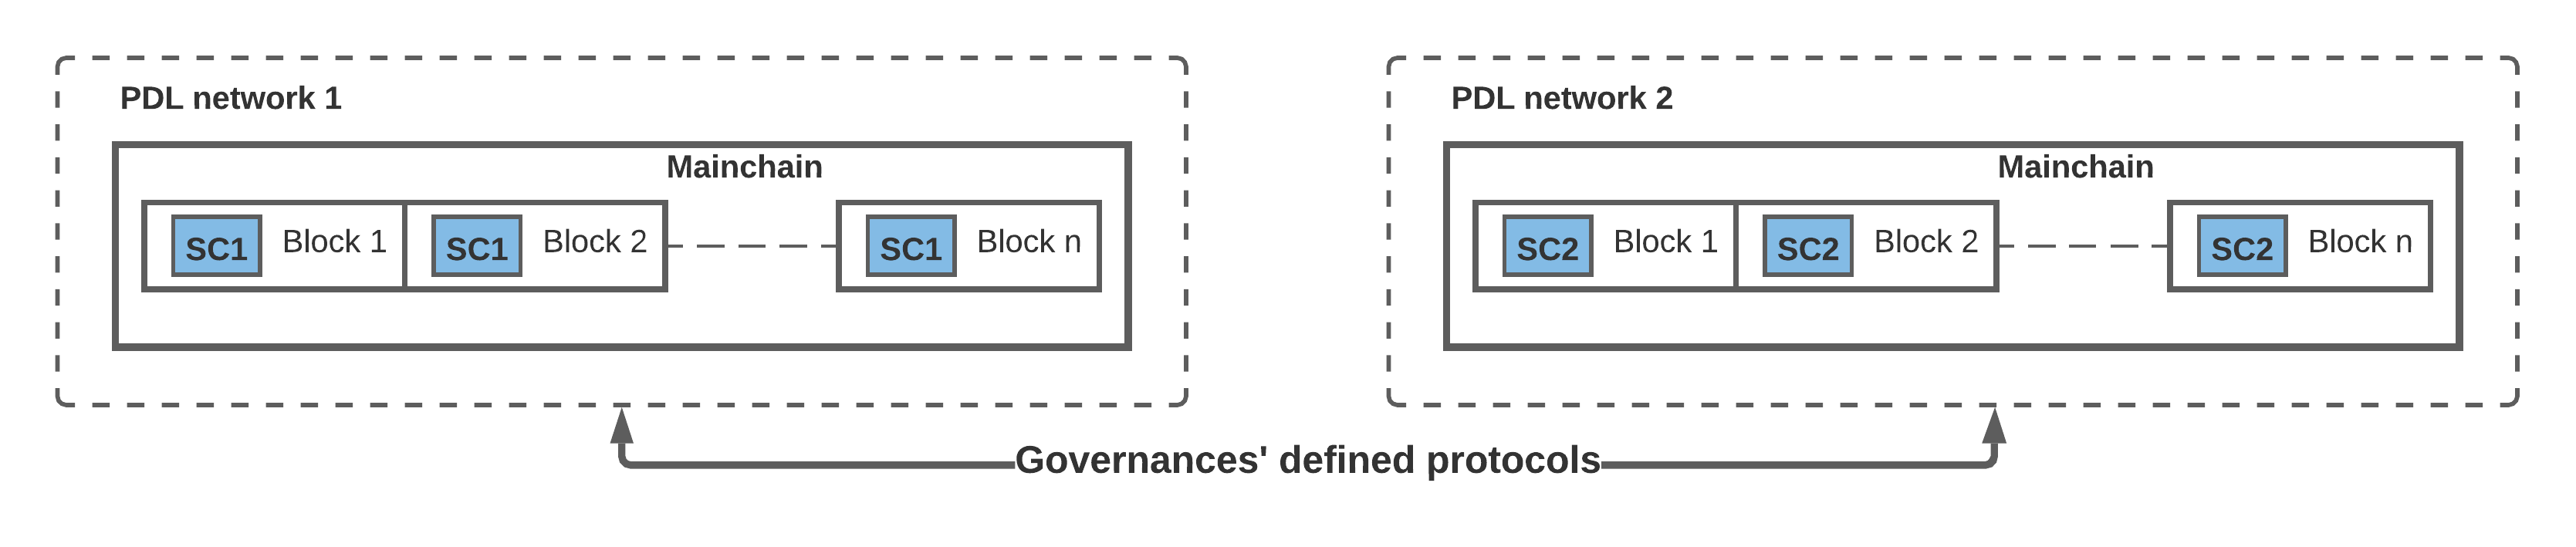 PDL network 1
Mainchain
SC1 Block 1 SC1 Block 2 SC1 Block n
PDL network 2
Mainchain
SC2 Block 1 SC2 Block 2 SC2 Block n
Governances' defined protocols